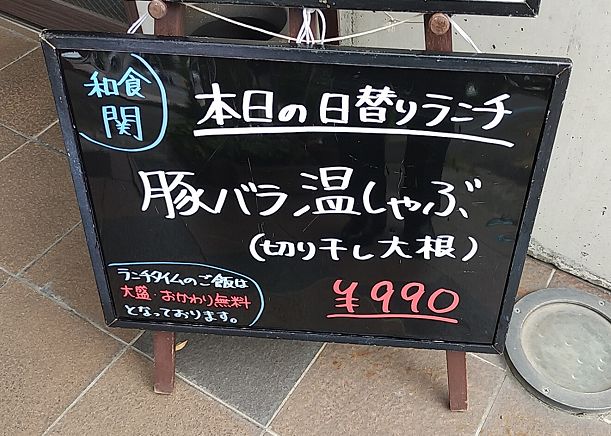 和食
関
本日の日替りランチ
豚バラ温しゃぶ
(切り干し大根)
ランチタイムのご飯は
大盛・おかわり無料
となっております。
¥990